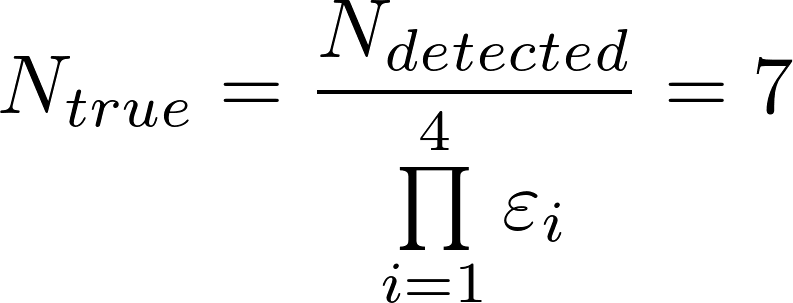 N_{true} = \frac{N_{detected}}{\prod_{i=1}^{4} \varepsilon_i} = 7